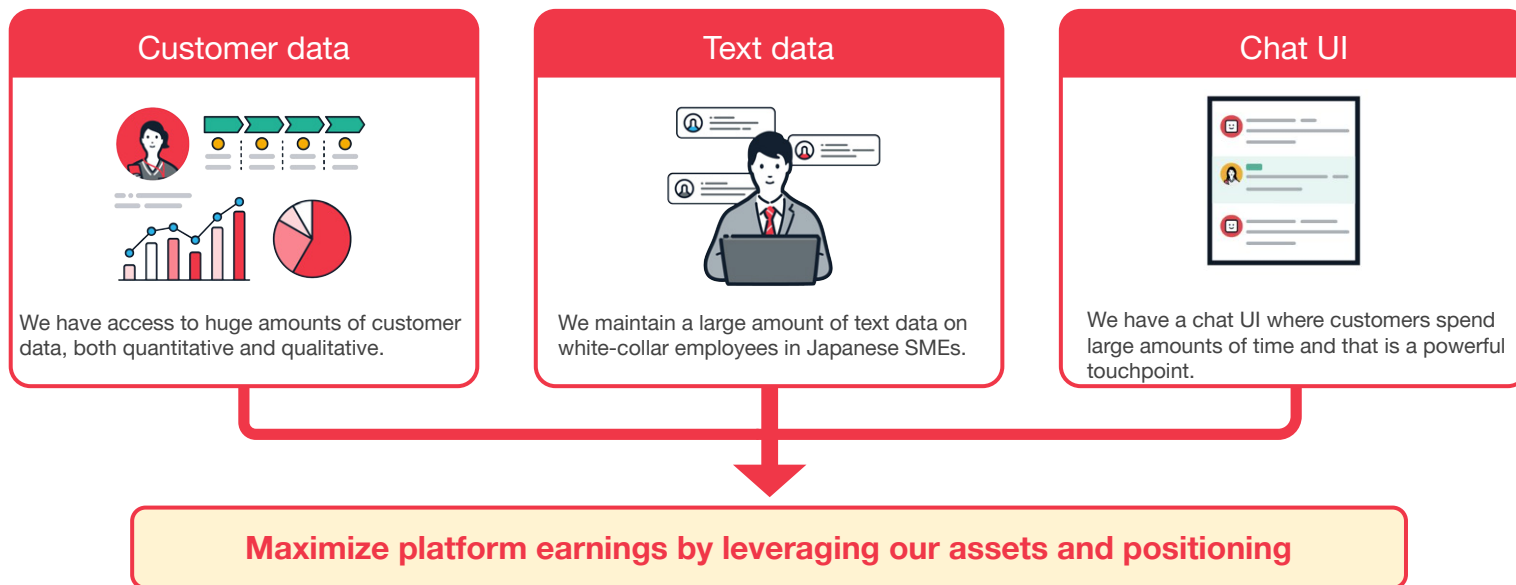 Customer data
We have access to huge amounts of customer
data, both quantitative and qualitative.
Text data
We maintain a large amount of text data on
white-collar employees in Japanese SMEs.
Chat UI
We have a chat UI where customers spend
large amounts of time and that is a powerful
touchpoint.
Maximize platform earnings by leveraging our assets and positioning